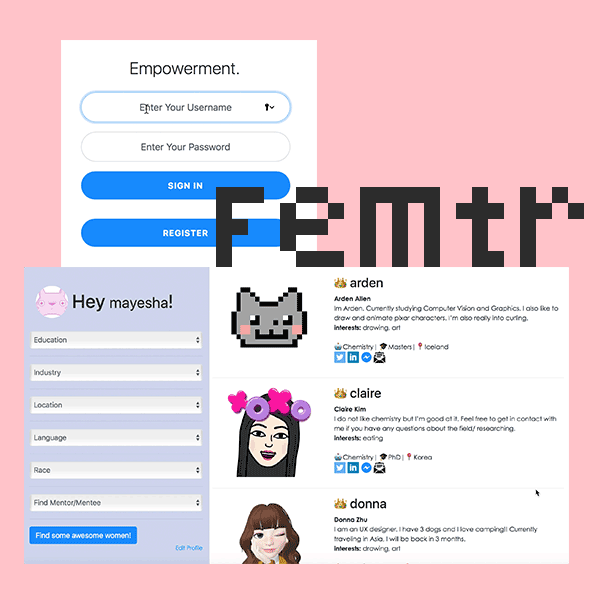 Empowerment.
Enter Your Username
Enter Your Password
SIGN IN
REGISTER
Femtr
Hey mayesha!
Education
Industry
Location
Language
Race
Find Mentor/Mentee
Find some awesome women!
Edit Profile
arden
Arden Allen
Im Arden. Currently studying Computer Vision and Graphics. I also like to
draw and animate pixar characters. I'm also really into curling.
interests: drawing, art
Chemistry| Masters| Iceland
claire
Claire Kim
I do not like chemistry but I'm good at it. Feel free to get in contact with
me if you have any questions about the field/ researching.
interests: eating
Chemistry| PhD| Korea
donna
Donna Zhu
I am an UX designer. I have 3 dogs and I love camping!! Currently
traveling in Asia. I will be back in 3 months.
interests: drawing, art